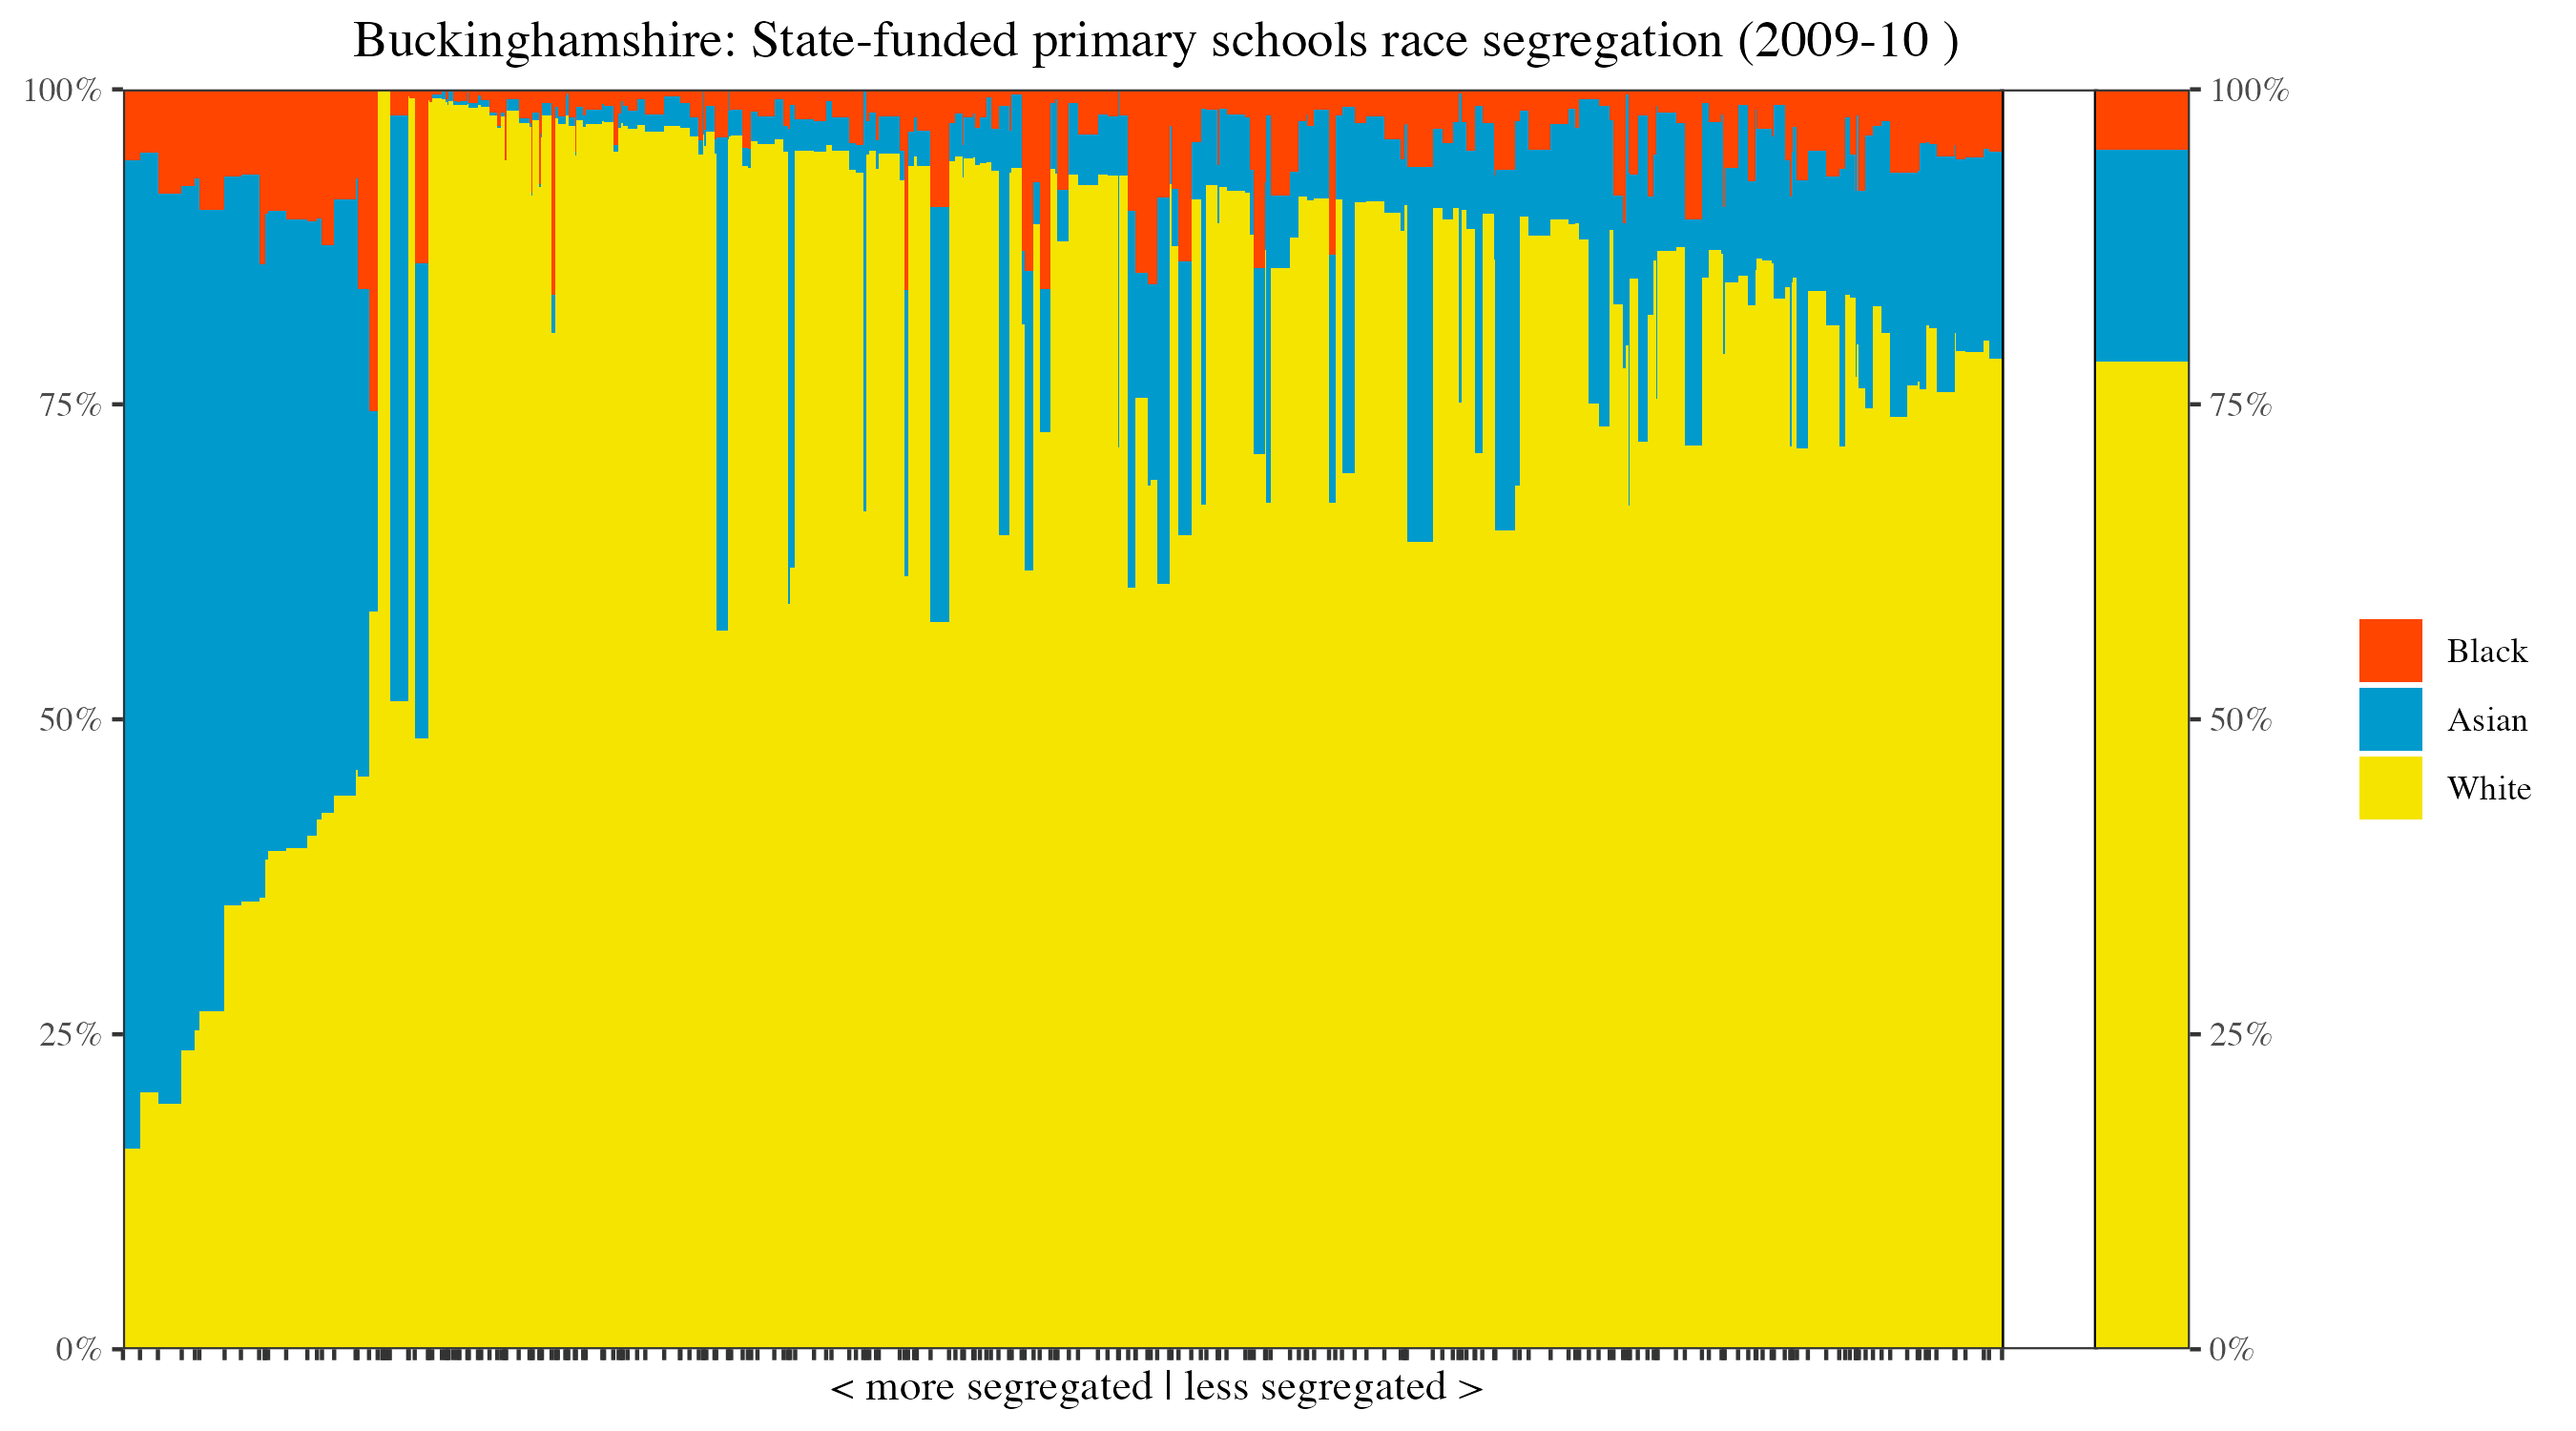 Buckinghamshire: State-funded primary schools race segregation (2009-10 )
100%
75%
50%
25%
0%
100%
75%
50%
25%
0%
Black
Asian
White
< more segregated | less segregated >